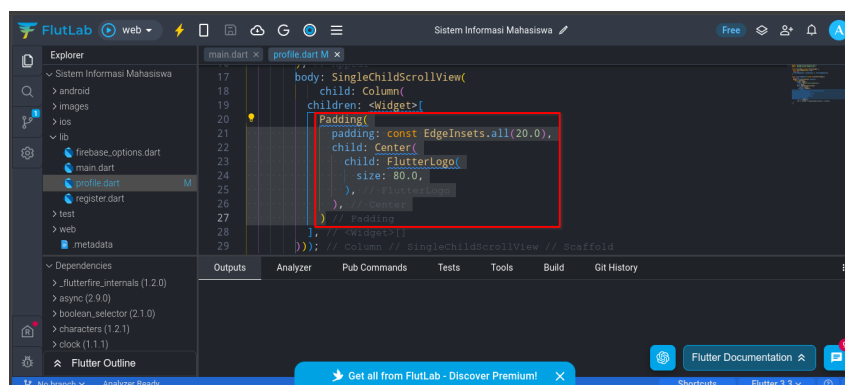 FlutLab web Sistem Informasi Mahasiswa Free A
Explorer main.dart × profile.dart M ×
Sistem Informasi Mahasiswa
android
images
ios
lib
firebase_options.dart
main.dart
profile.dart M
register.dart
test
web
.metadata
17 body: SingleChildScrollView(
18 child: Column(
19 children: <Widget>[
20 Padding(
21 padding: const EdgeInsets.all(20.0),
22 child: Center(
23 child: FlutterLogo(
24 size: 80.0,
25 ), // FlutterLogo
26 ), // Center
27 ) // Padding
28 ], // <Widget>[]
29 ))); // Column // SingleChildScrollView // Scaffold
Dependencies
_flutterfire_internals (1.2.0)
async (2.9.0)
boolean_selector (2.1.0)
characters (1.2.1)
clock (1.1.1)
Flutter Outline
Outputs Analyzer Pub Commands Tests Tools Build Git History
Flutter Documentation
Get all from FlutLab - Discover Premium! ×
No branch Analyzer Ready Shortcuts Flutter 3.3